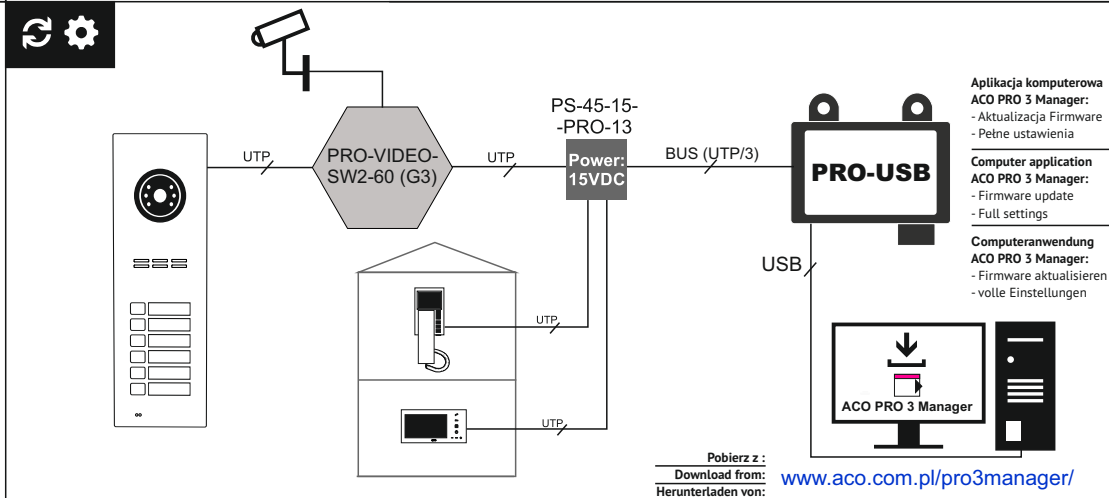 UTP
PRO-VIDEO-
SW2-60 (G3)
UTP
PS-45-15-
-PRO-13
Power:
15VDC
BUS (UTP/3)
PRO-USB
Aplikacja komputerowa
ACO PRO 3 Manager:
- Aktualizacja Firmware
- Pełne ustawienia
Computer application
ACO PRO 3 Manager:
- Firmware update
- Full settings
Computeranwendung
ACO PRO 3 Manager:
- Firmware aktualisieren
- volle Einstellungen
USB
UTP
UTP
ACO PRO 3 Manager
Pobierz z :
Download from:
Herunterladen von:
www.aco.com.pl/pro3manager/